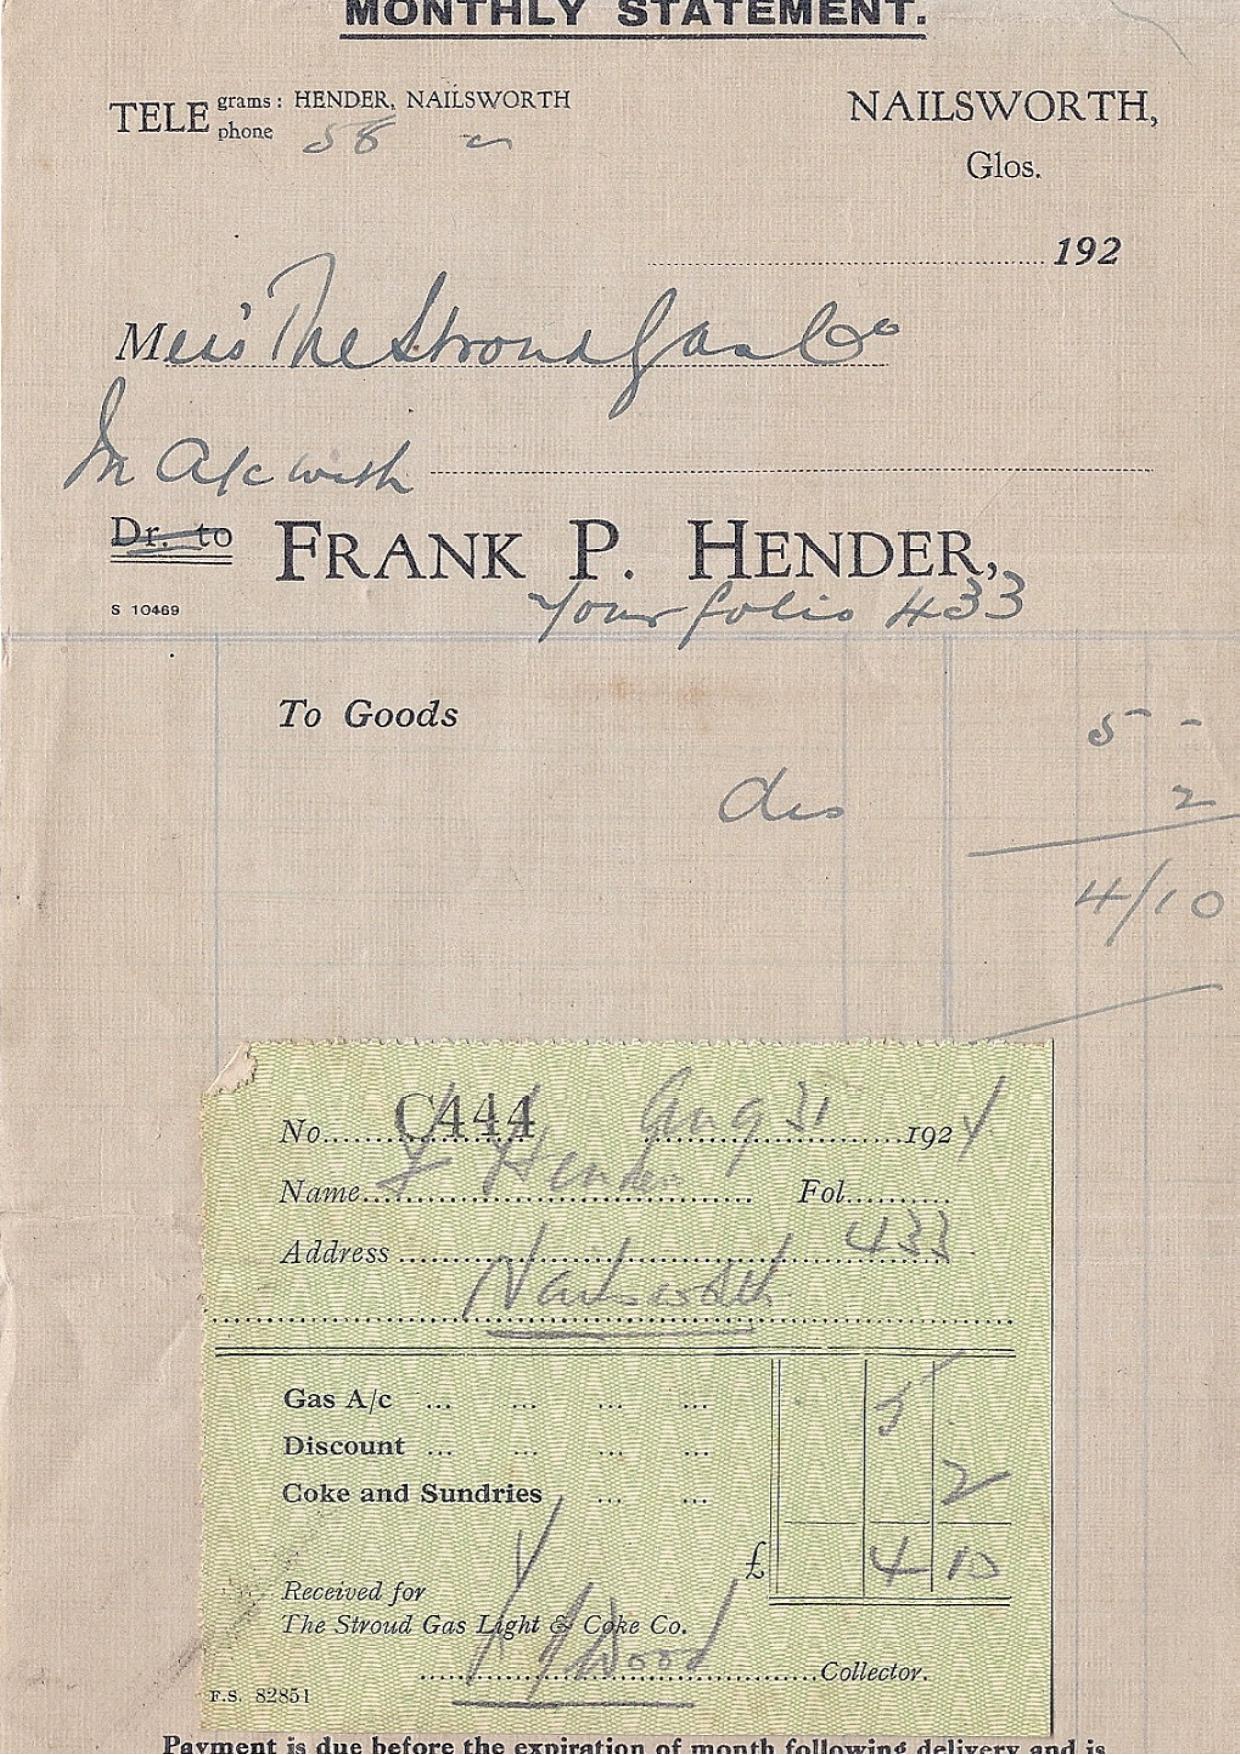 MONTHLY STATEMENT.
TELE grams: HENDER, NAILSWORTH
phone 58
NAILSWORTH,
Glos.
192
Mess's The Stroud Gas Co
In A/c with
Dr. to FRANK P. HENDER,
S 10469
Your folio 433
To Goods 5 -
dis 2
4/10
No. C444 Aug 31 1924
Name F Hender Fol.
Address 433
Nailsworth
Gas A/c ... ... ... ... 5 -
Discount ... ... ... ... 2
Coke and Sundries ... ...
£ 4 10
Received for
The Stroud Gas Light & Coke Co.
Wood Collector.
F.S. 82851
Payment is due before the expiration of month following delivery and is